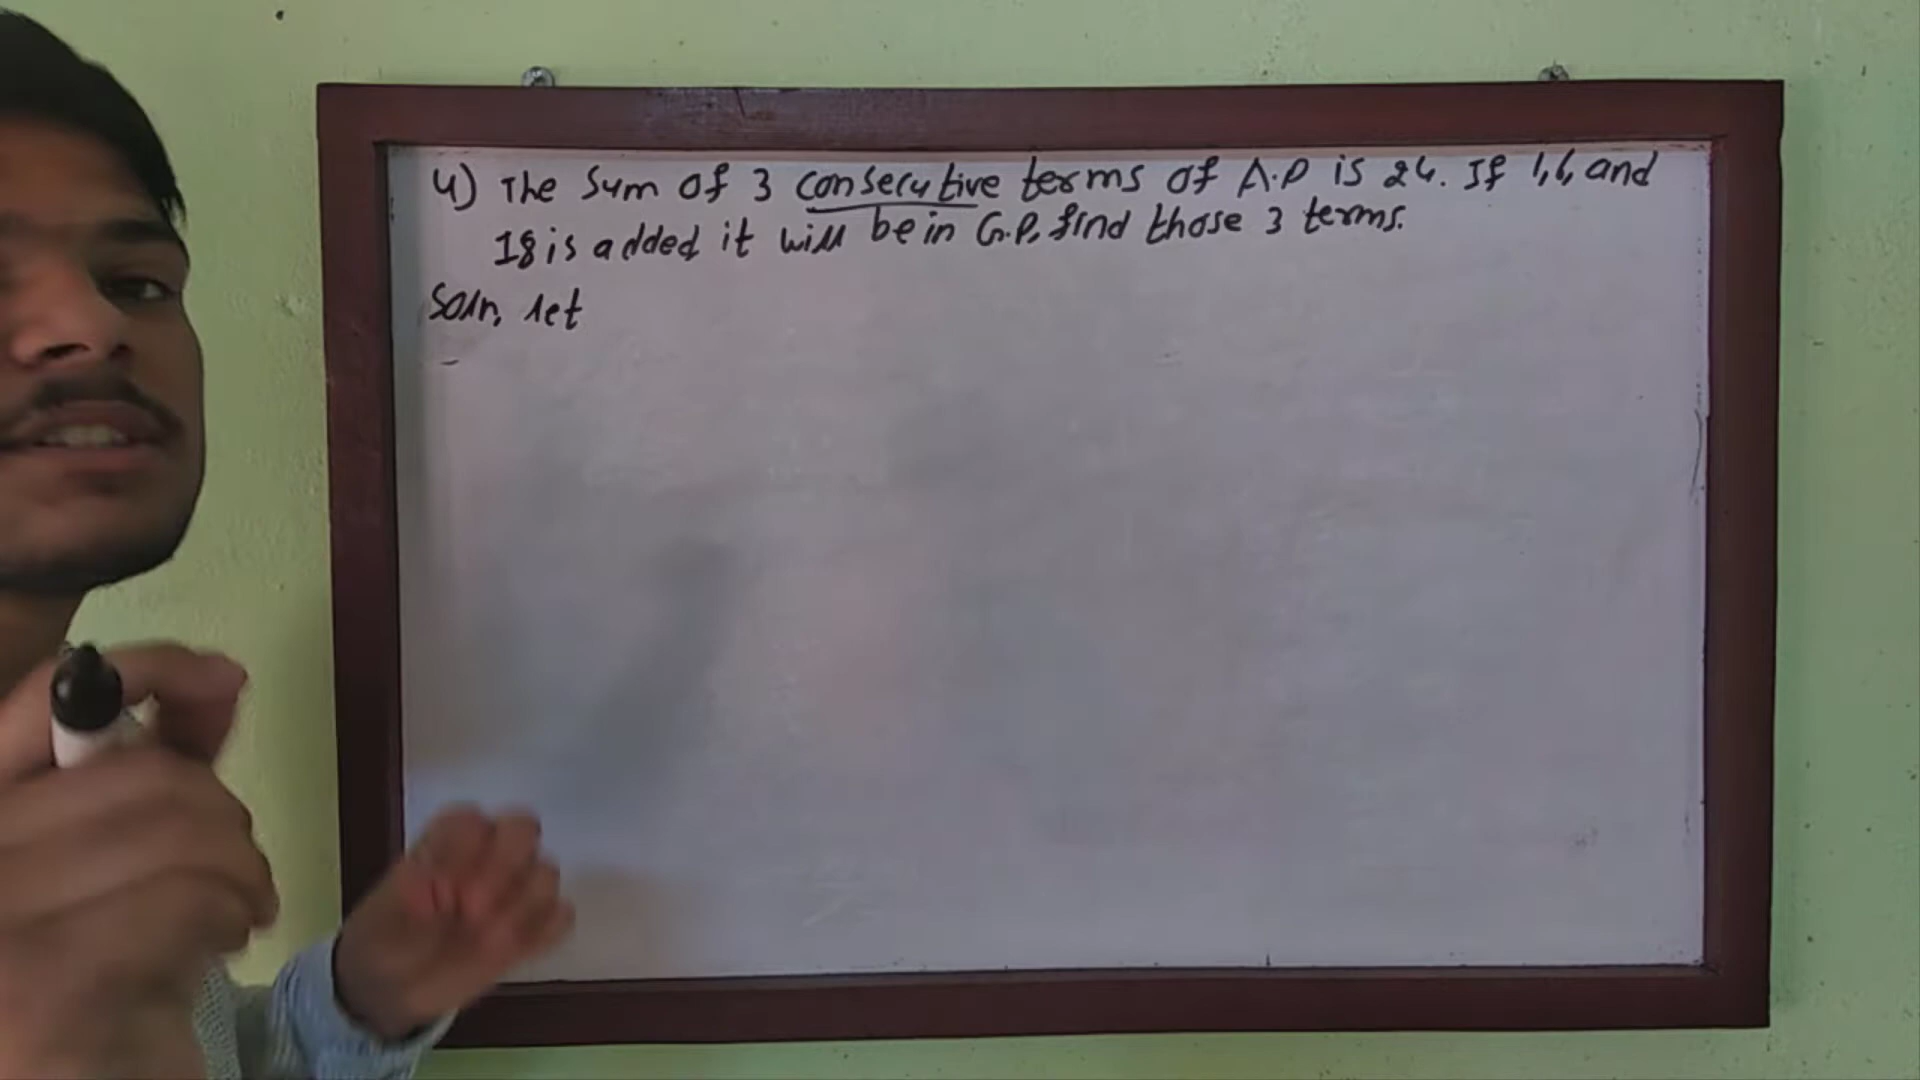 4) The Sum of 3 consecutive terms of A.P is 24. If 1,6, and
18 is added it will be in G.P, find those 3 terms.
Soln, let